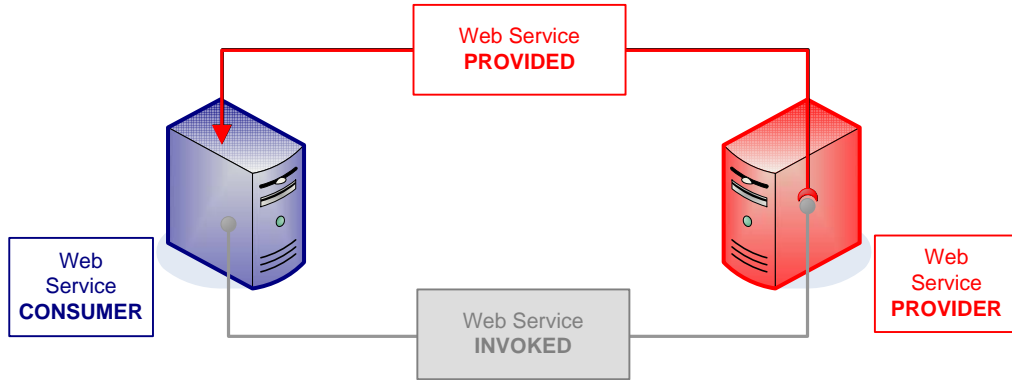 Web Service
PROVIDED
Web
Service
CONSUMER
Web
Service
PROVIDER
Web Service
INVOKED